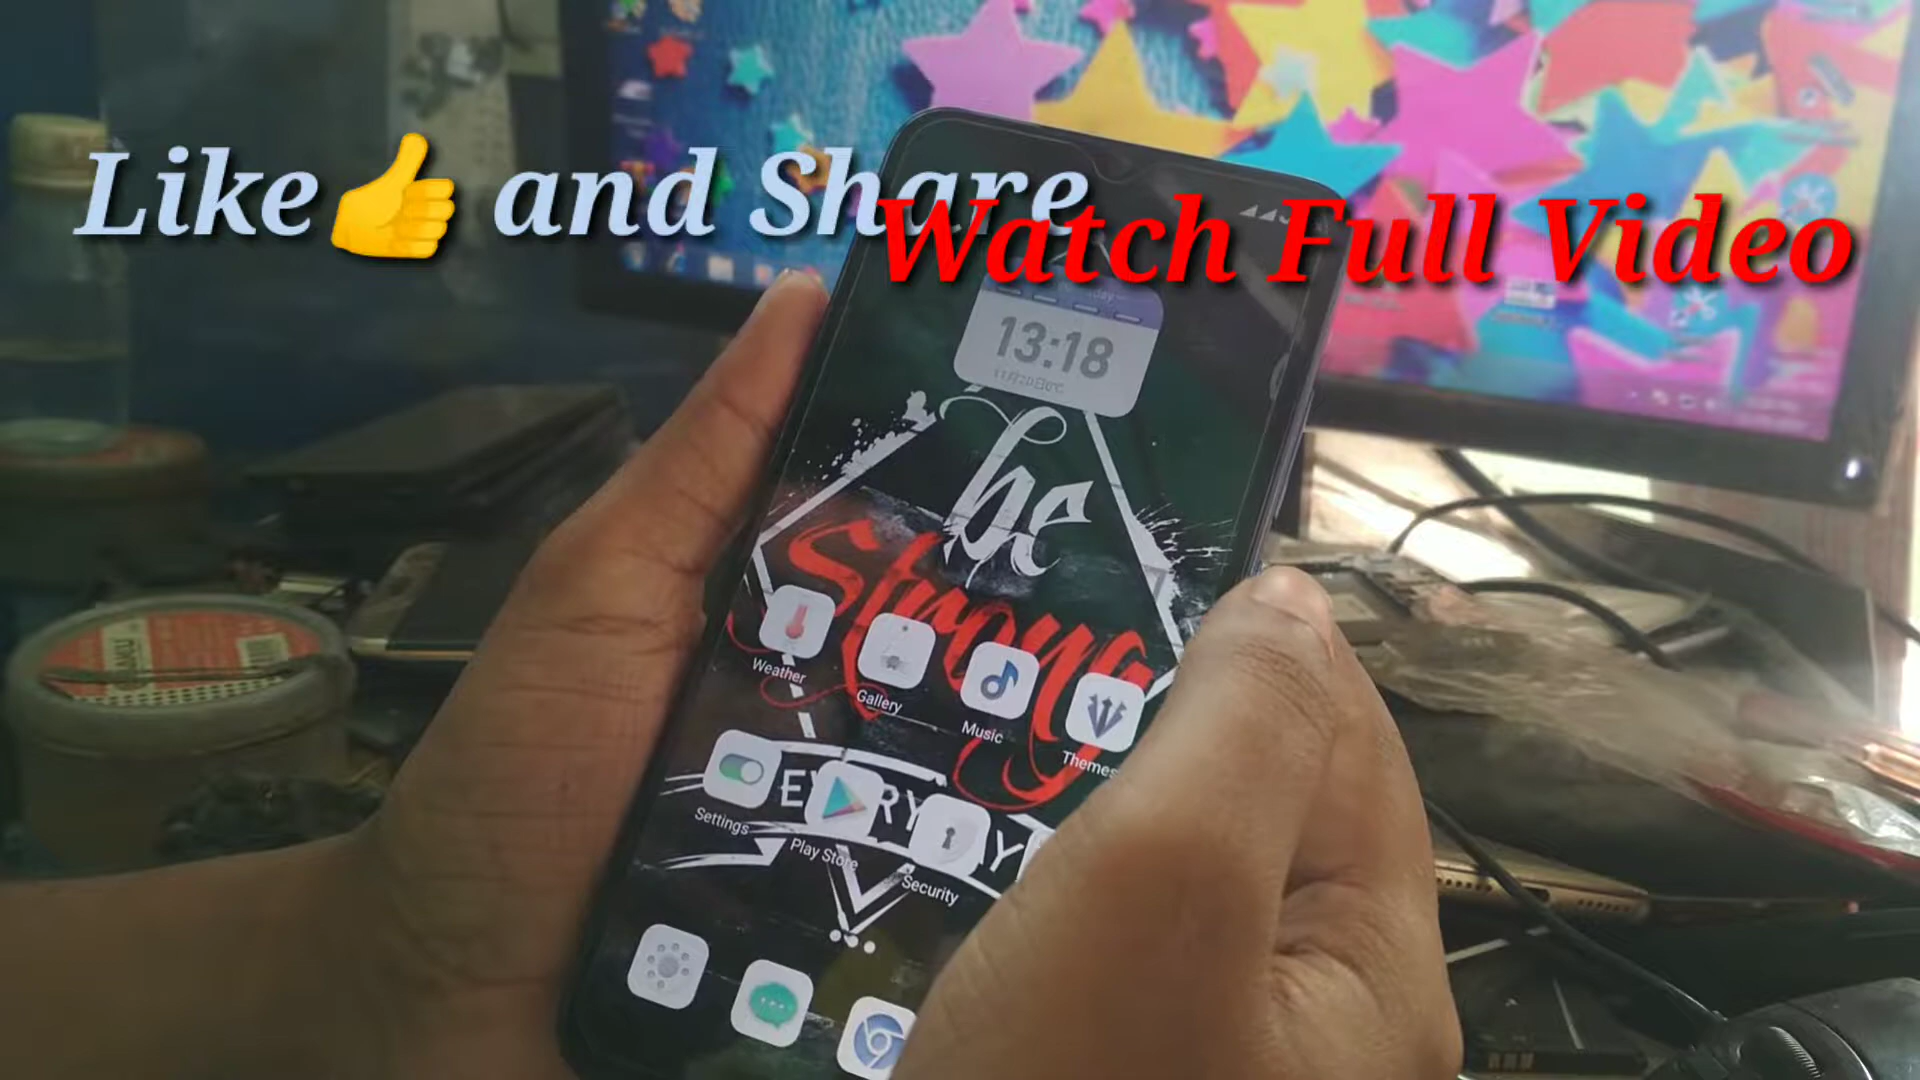 Like👍 and Share
Watch Full Video
13:18
be
Strong
Weather
Gallery
Music
Themes
Settings
Play Store
Security